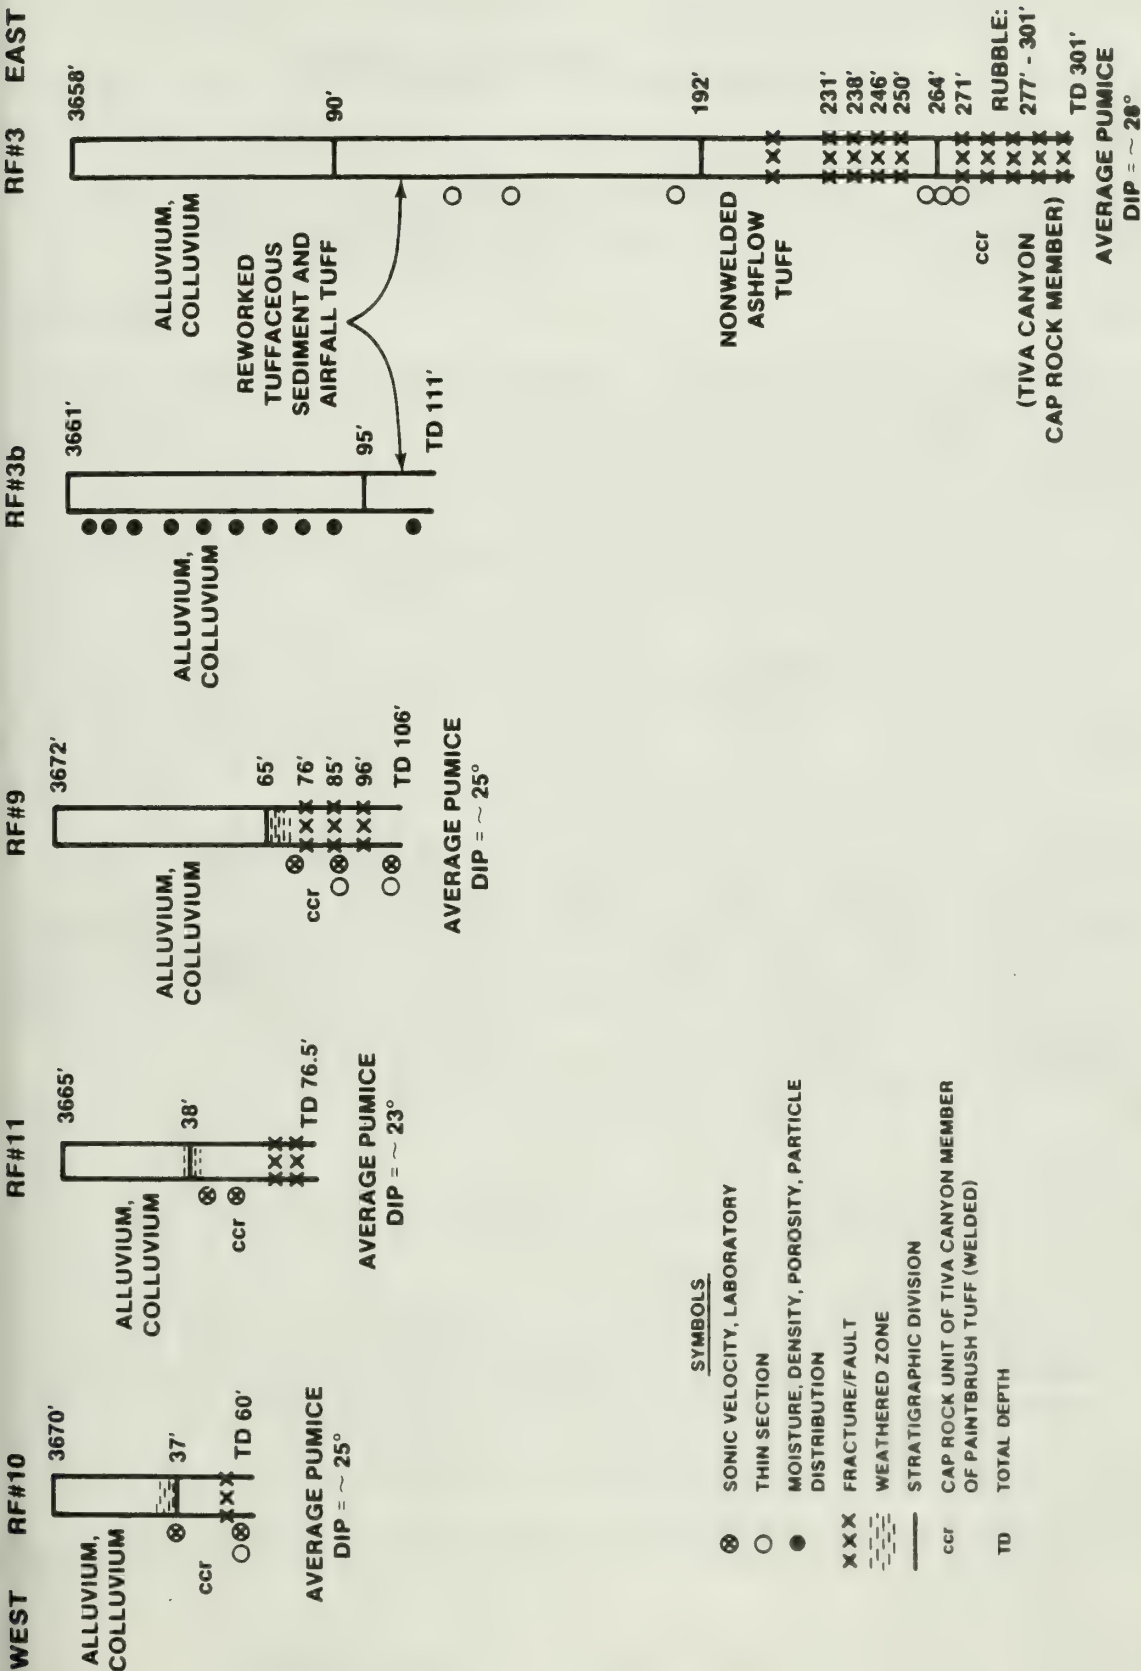 WEST
RF#10
RF#11
RF#9
RF#3b
RF#3
EAST
ALLUVIUM,
COLLUVIUM
3670'
37'
ccr
TD 60'
AVERAGE PUMICE
DIP = ~ 25°
ALLUVIUM,
COLLUVIUM
3665'
38'
ccr
TD 76.5'
AVERAGE PUMICE
DIP = ~ 23°
ALLUVIUM,
COLLUVIUM
3672'
65'
76'
85'
96'
ccr
TD 106'
AVERAGE PUMICE
DIP = ~ 25°
ALLUVIUM,
COLLUVIUM
3661'
95'
TD 111'
REWORKED
TUFFACEOUS
SEDIMENT AND
AIRFALL TUFF
ALLUVIUM,
COLLUVIUM
3658'
90'
192'
NONWELDED
ASHFLOW
TUFF
231'
238'
246'
250'
264'
271'
ccr
RUBBLE:
277' - 301'
(TIVA CANYON
CAP ROCK MEMBER)
TD 301'
AVERAGE PUMICE
DIP = ~ 28°
SYMBOLS
SONIC VELOCITY, LABORATORY
THIN SECTION
MOISTURE, DENSITY, POROSITY, PARTICLE
DISTRIBUTION
XXX FRACTURE/FAULT
WEATHERED ZONE
STRATIGRAPHIC DIVISION
ccr CAP ROCK UNIT OF TIVA CANYON MEMBER
OF PAINTBRUSH TUFF (WELDED)
TD TOTAL DEPTH